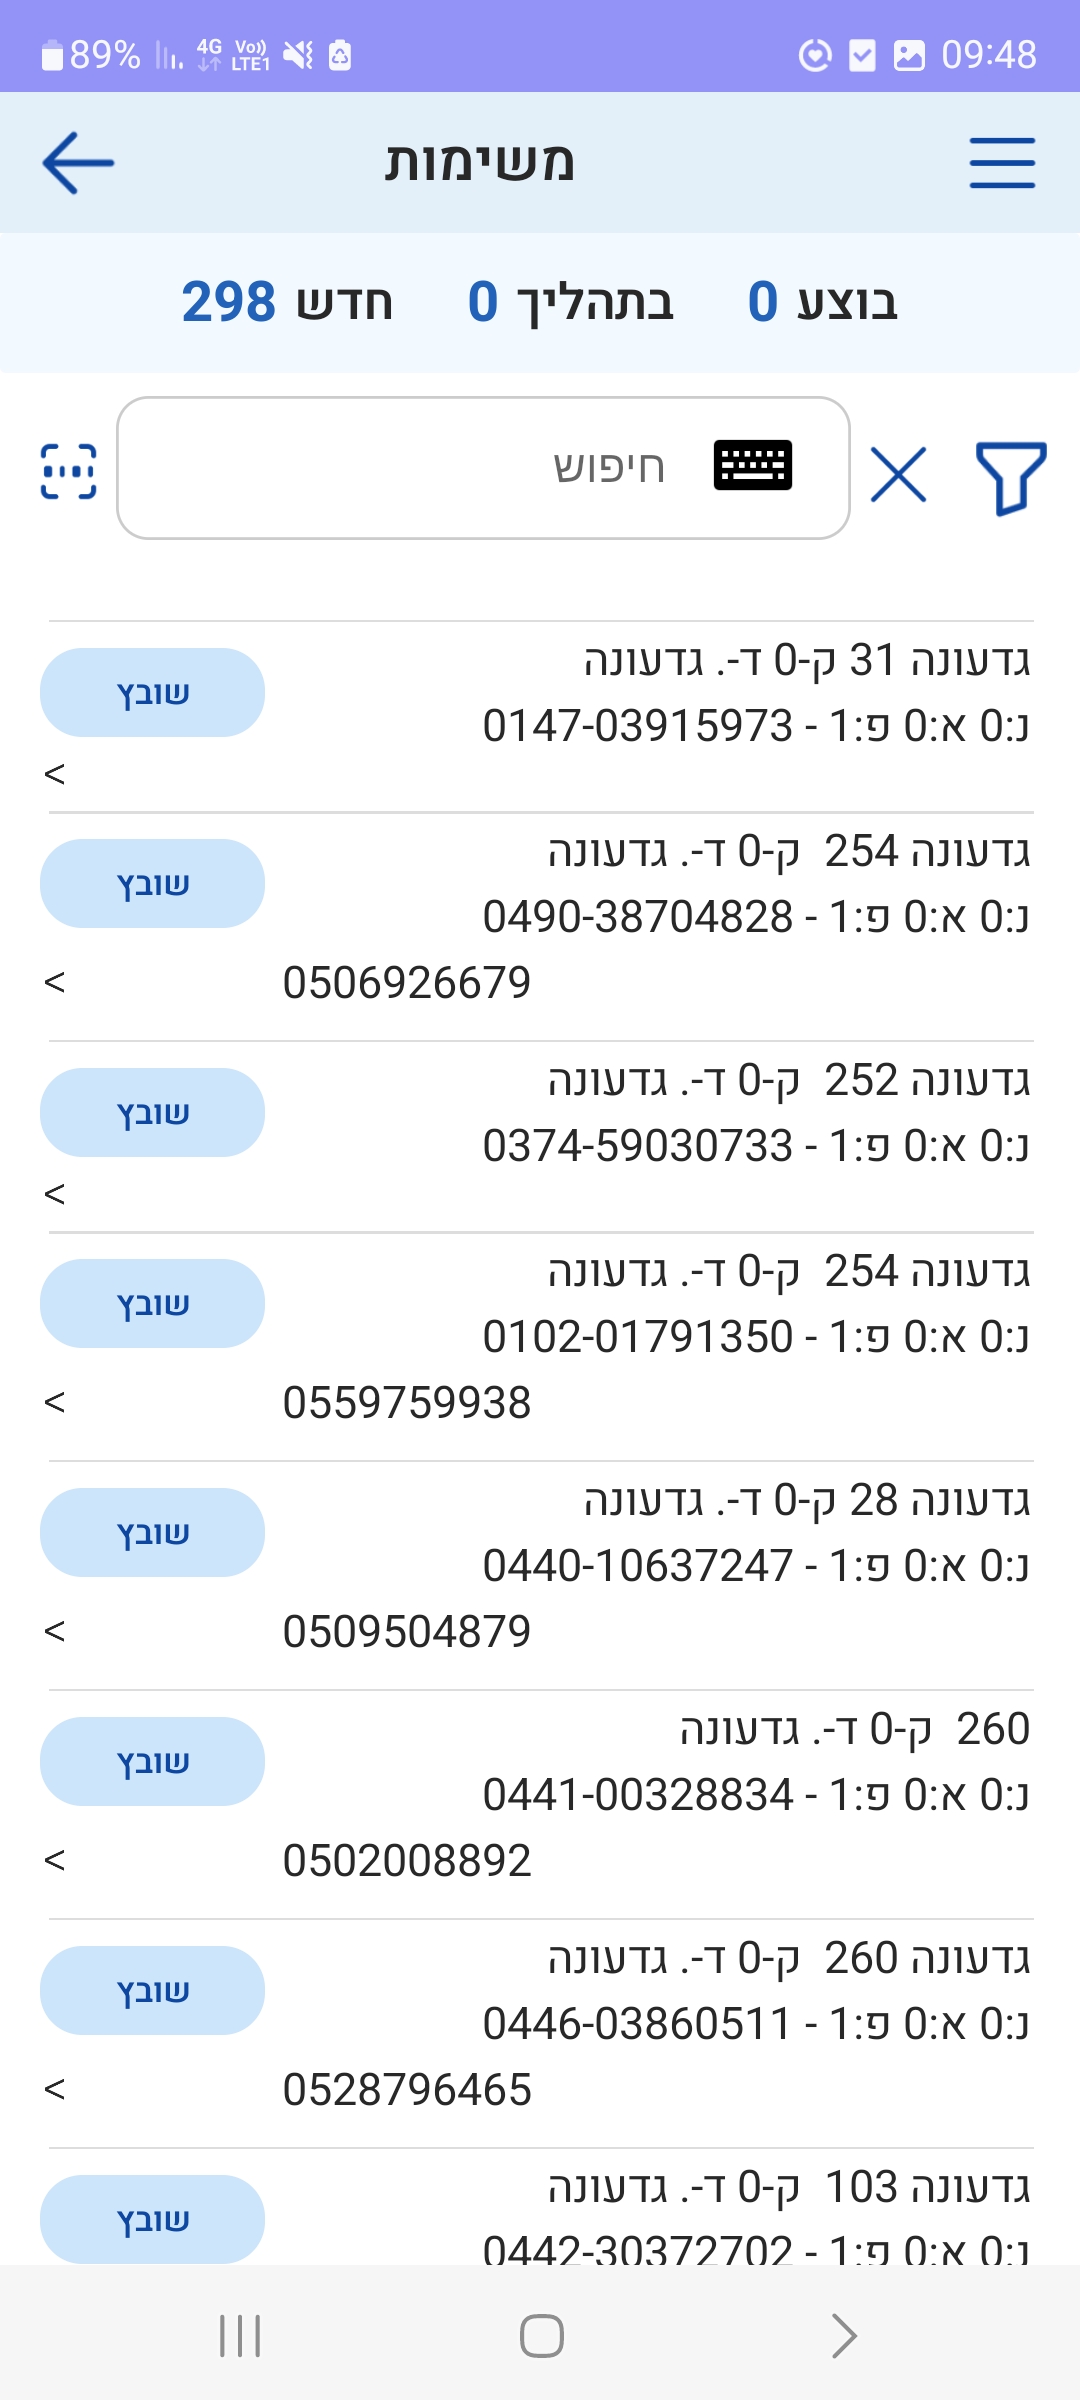 89% 4G Vo)) LTE1 09:48
משימות
בוצע 0 בתהליך 0 חדש 298
חיפוש
גדעונה 31 ק-0 ד-. גדעונה
שובץ
נ:0 א:0 פ:1 - 0147-03915973
<
גדעונה 254 ק-0 ד-. גדעונה
שובץ
נ:0 א:0 פ:1 - 0490-38704828
0506926679 <
גדעונה 252 ק-0 ד-. גדעונה
שובץ
נ:0 א:0 פ:1 - 0374-59030733
<
גדעונה 254 ק-0 ד-. גדעונה
שובץ
נ:0 א:0 פ:1 - 0102-01791350
0559759938 <
גדעונה 28 ק-0 ד-. גדעונה
שובץ
נ:0 א:0 פ:1 - 0440-10637247
0509504879 <
260 ק-0 ד-. גדעונה
שובץ
נ:0 א:0 פ:1 - 0441-00328834
0502008892 <
גדעונה 260 ק-0 ד-. גדעונה
שובץ
נ:0 א:0 פ:1 - 0446-03860511
0528796465 <
גדעונה 103 ק-0 ד-. גדעונה
שובץ
נ:0 א:0 פ:1 - 0442-30372702